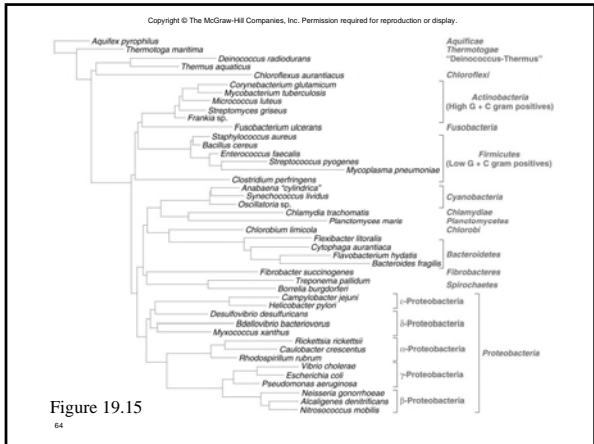 Copyright © The McGraw-Hill Companies, Inc. Permission required for reproduction or display.
Aquifex pyrophilus Aquificae
Thermotoga maritima Thermotogae
Deinococcus radiodurans "Deinococcus-Thermus"
Thermus aquaticus
Chloroflexus aurantiacus Chloroflexi
Corynebacterium glutamicum
Mycobacterium tuberculosis Actinobacteria
Micrococcus luteus (High G + C gram positives)
Streptomyces griseus
Frankia sp.
Fusobacterium ulcerans Fusobacteria
Staphylococcus aureus
Bacillus cereus
Enterococcus faecalis Firmicutes
Streptococcus pyogenes (Low G + C gram positives)
Mycoplasma pneumoniae
Clostridium perfringens
Anabaena "cylindrica"
Synechococcus lividus Cyanobacteria
Oscillatoria sp.
Chlamydia trachomatis Chlamydiae
Planctomyces maris Planctomycetes
Chlorobium limicola Chlorobi
Flexibacter litoralis
Cytophaga aurantiaca
Flavobacterium hydatis Bacteroidetes
Bacteroides fragilis
Fibrobacter succinogenes Fibrobacteres
Treponema pallidum Spirochaetes
Borrelia burgdorferi
Campylobacter jejuni ε-Proteobacteria
Helicobacter pylori
Desulfovibrio desulfuricans
Bdellovibrio bacteriovorus δ-Proteobacteria
Myxococcus xanthus
Rickettsia rickettsii
Caulobacter crescentus α-Proteobacteria Proteobacteria
Rhodospirillum rubrum
Vibrio cholerae
Escherichia coli γ-Proteobacteria
Pseudomonas aeruginosa
Neisseria gonorrhoeae
Alcaligenes denitrificans β-Proteobacteria
Nitrosococcus mobilis
Figure 19.15
64